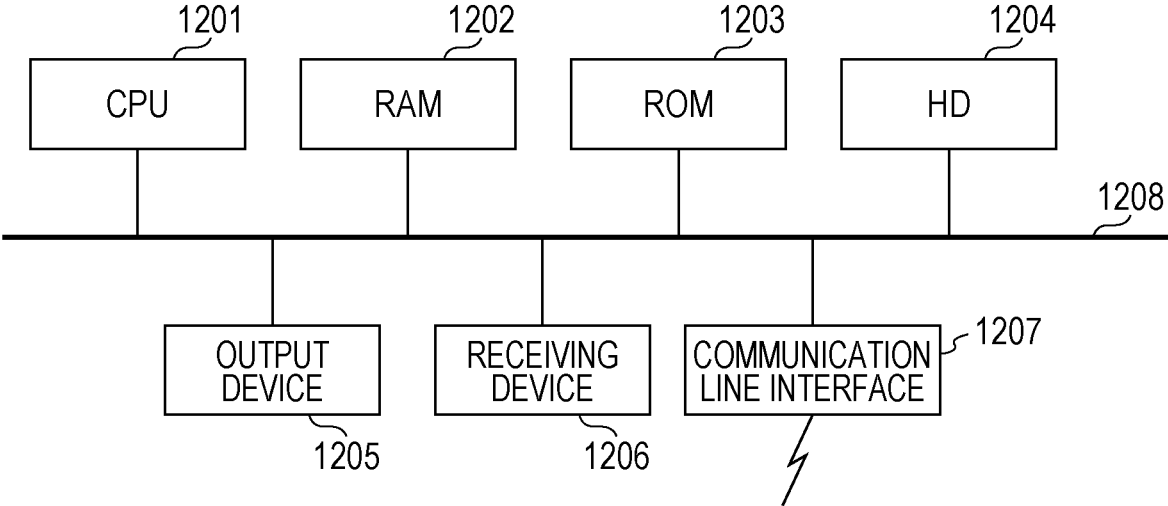 1201
1202
1203
1204
CPU
RAM
ROM
HD
1208
OUTPUT
DEVICE
RECEIVING
DEVICE
COMMUNICATION
LINE INTERFACE
1207
1205
1206